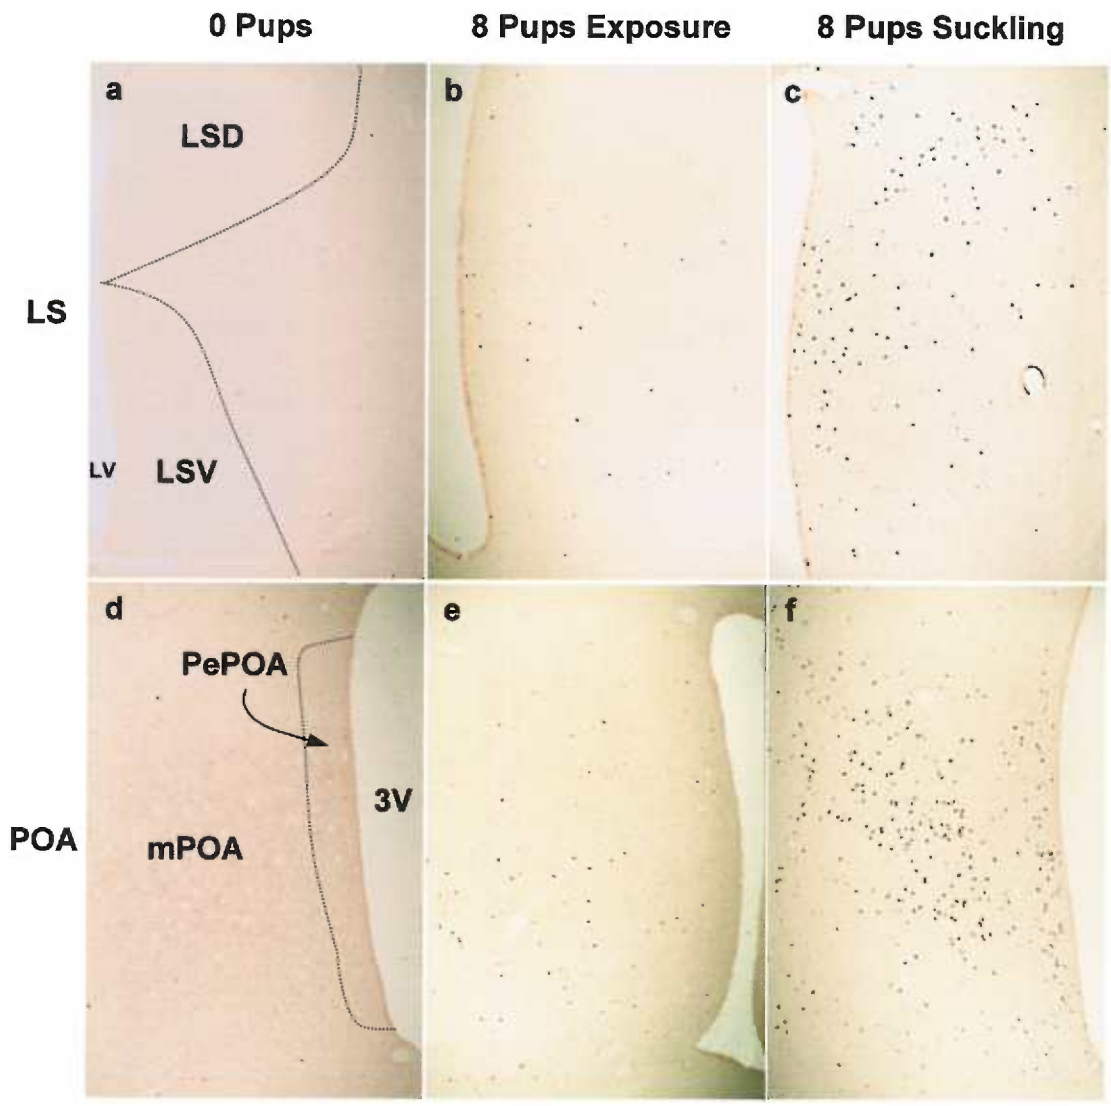 0 Pups 8 Pups Exposure 8 Pups Suckling
a b c
LSD
LS
LV LSV
d e f
PePOA
3V
POA
mPOA